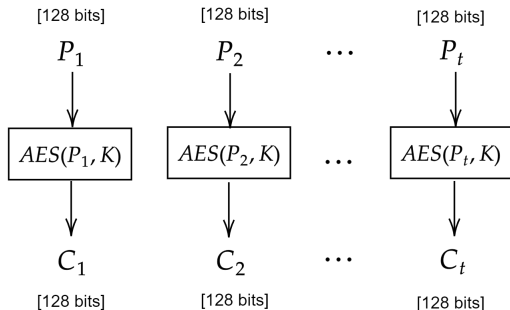 [128 bits] [128 bits] [128 bits]
P₁ P₂ ⋯ Pₜ
AES(P₁, K) AES(P₂, K) ⋯ AES(Pₜ, K)
C₁ C₂ ⋯ Cₜ
[128 bits] [128 bits] [128 bits]